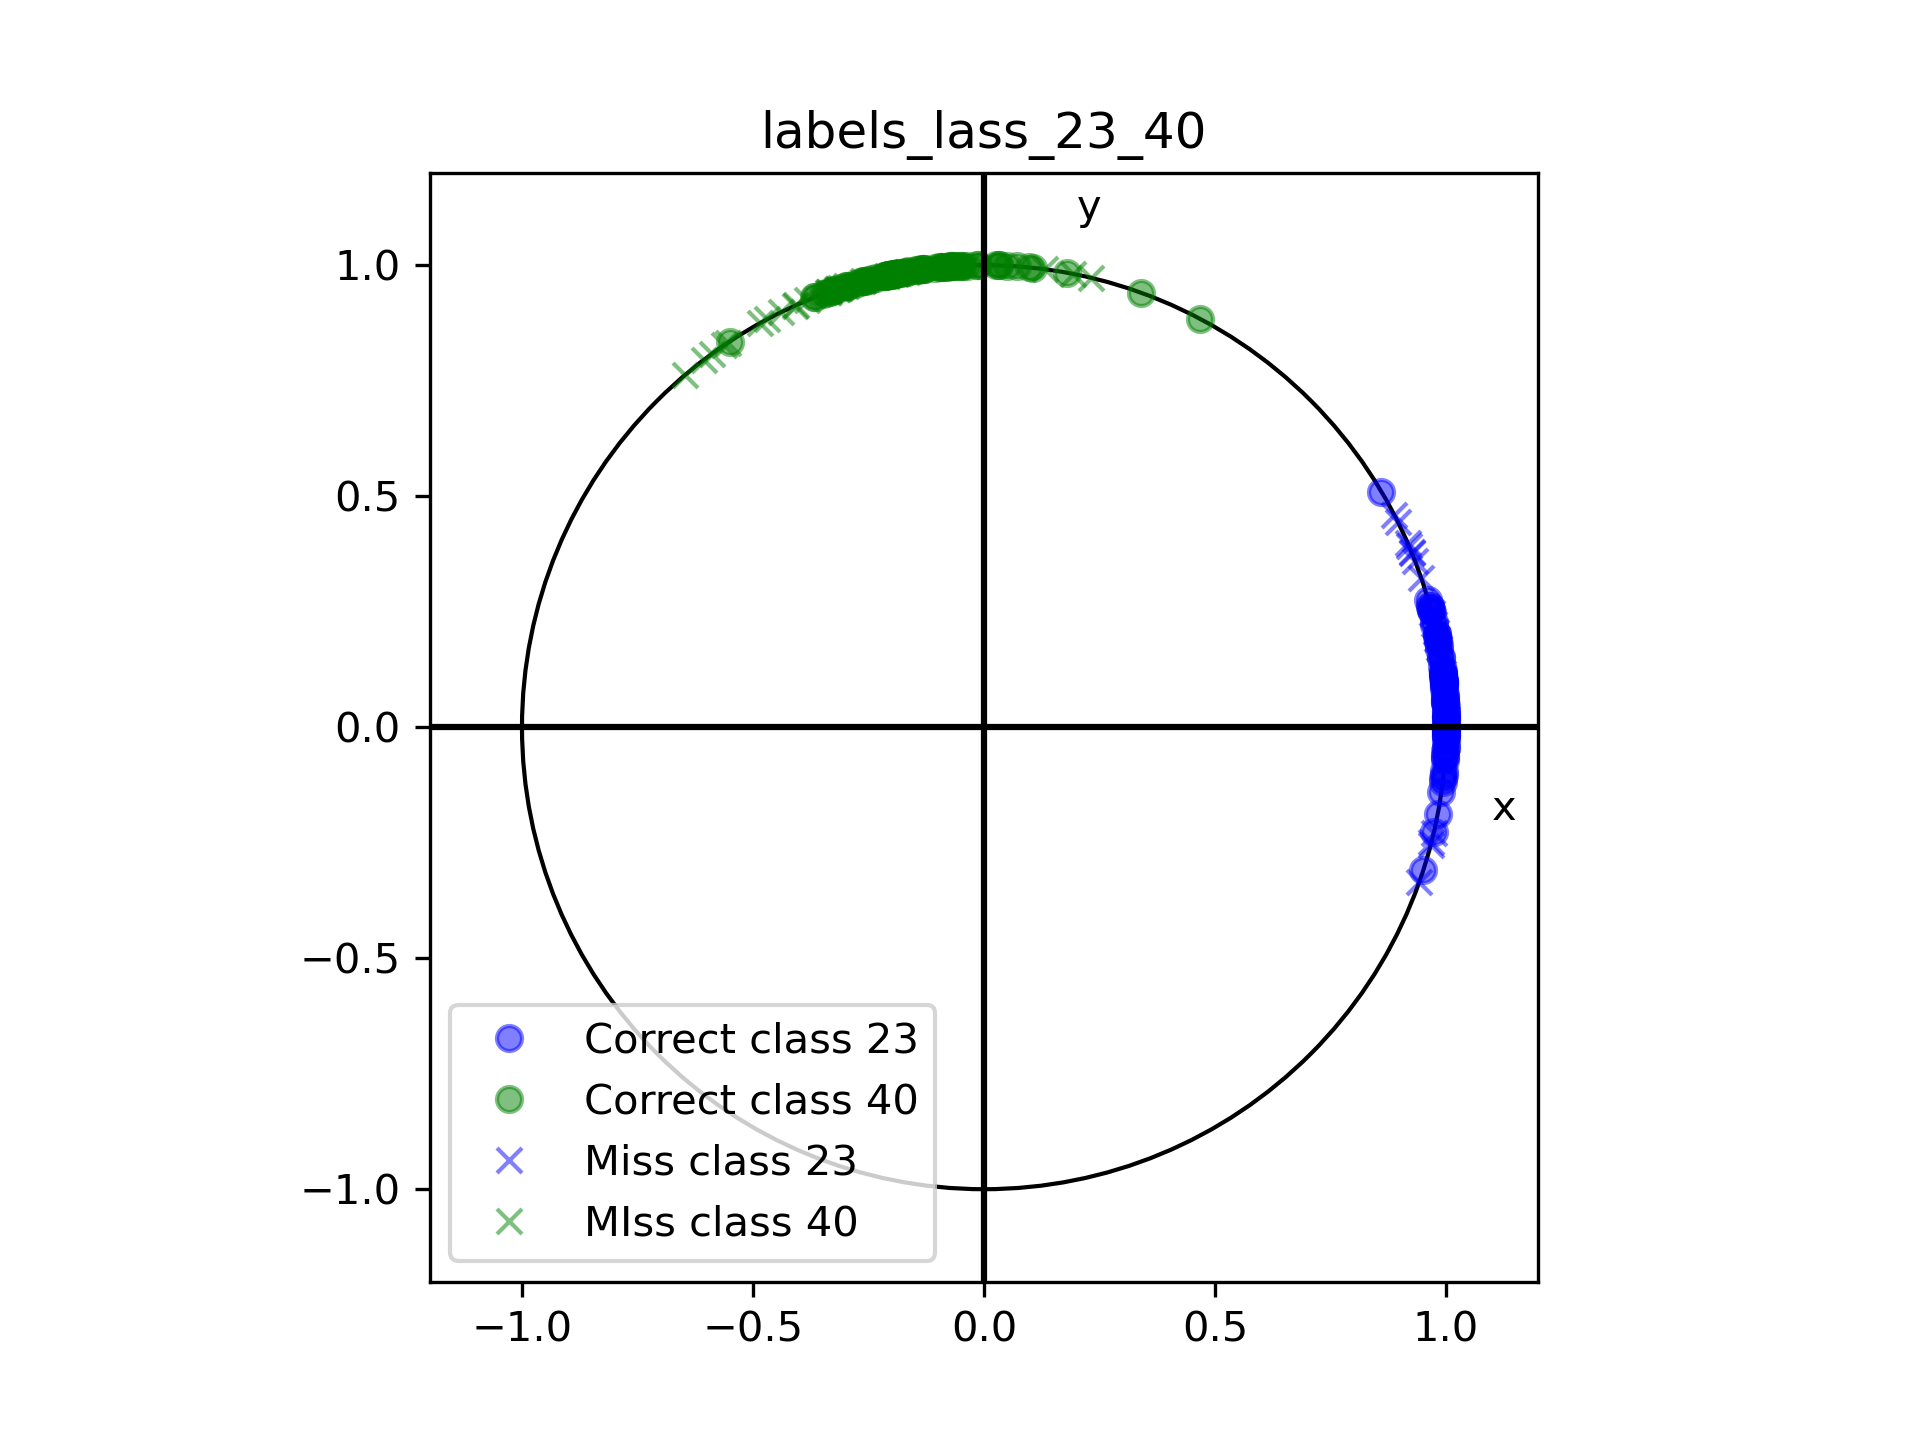 labels_lass_23_40
y
1.0
0.5
0.0
−0.5
−1.0
x
Correct class 23
Correct class 40
Miss class 23
MIss class 40
−1.0 −0.5 0.0 0.5 1.0